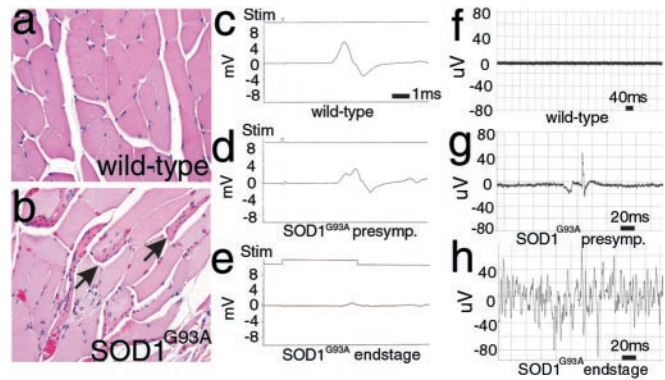 a
wild-type
b
SOD1G93A
c
Stim
8
4
0
-4
-8
mV
1ms
wild-type
d
Stim
8
4
0
-4
-8
mV
SOD1G93A presymp.
e
Stim
8
4
0
-4
-8
mV
SOD1G93A endstage
f
80
40
0
-40
-80
uV
40ms
wild-type
g
80
40
0
-40
-80
uV
20ms
SOD1G93A presymp.
h
80
40
0
-40
-80
uV
20ms
SOD1G93A endstage